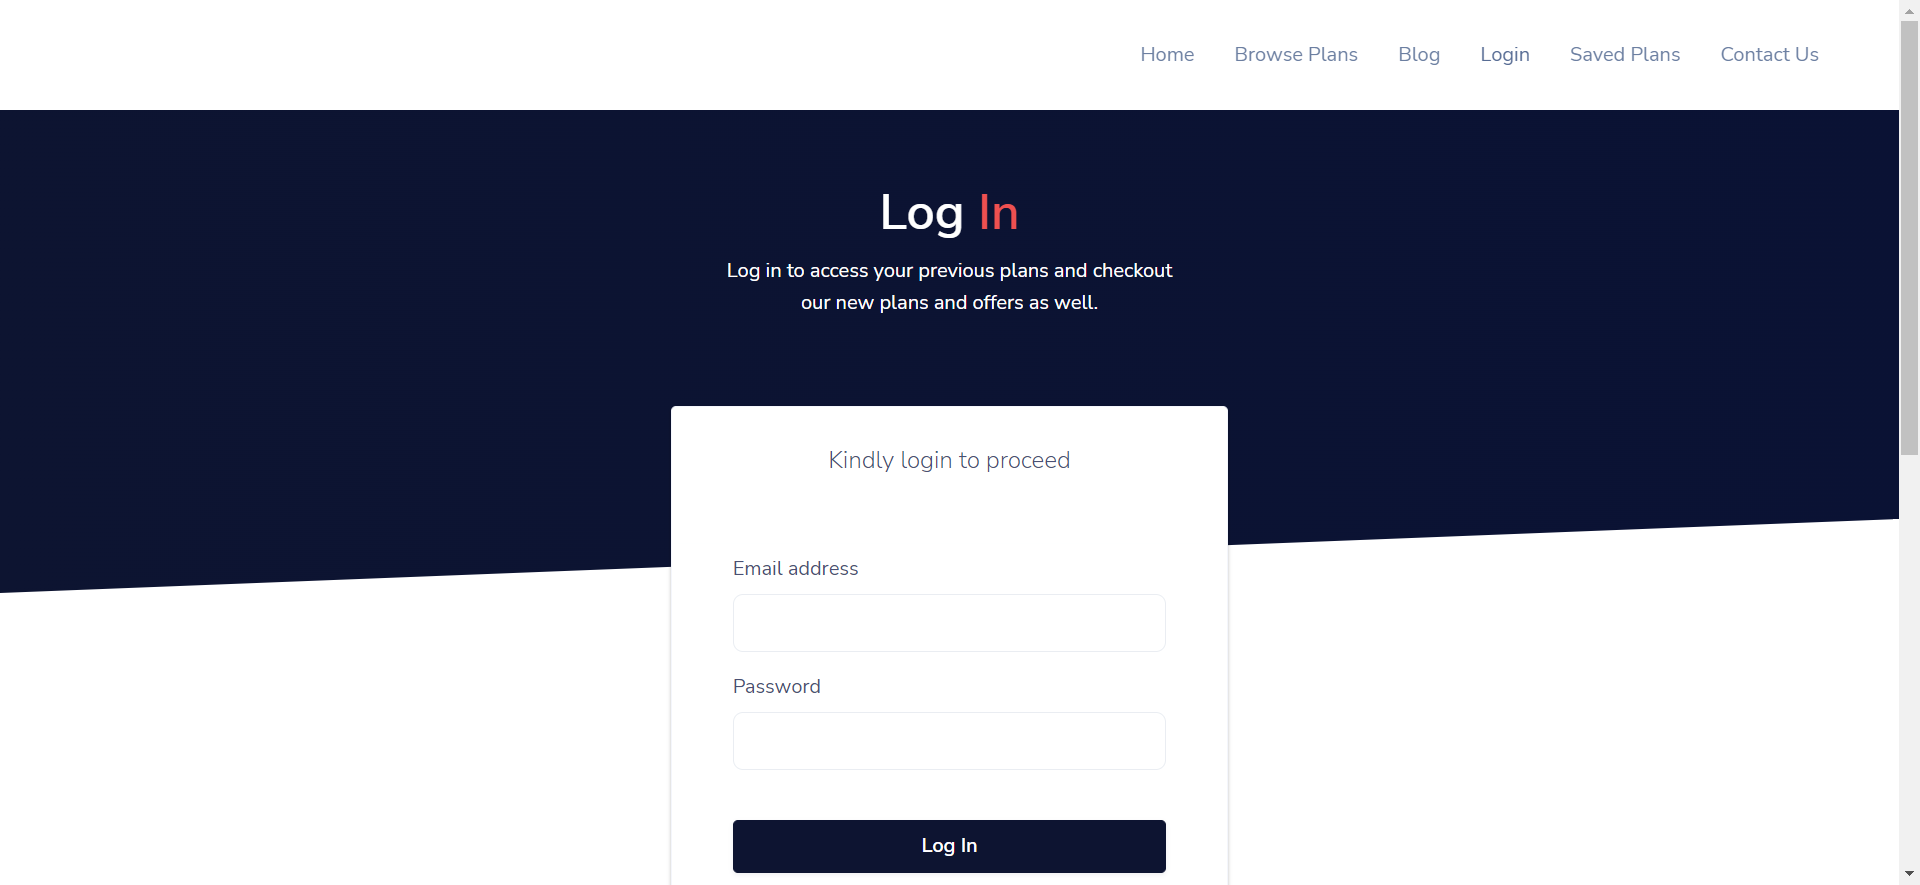 Home Browse Plans Blog Login Saved Plans Contact Us
Log In
Log in to access your previous plans and checkout
our new plans and offers as well.
Kindly login to proceed
Email address
Password
Log In